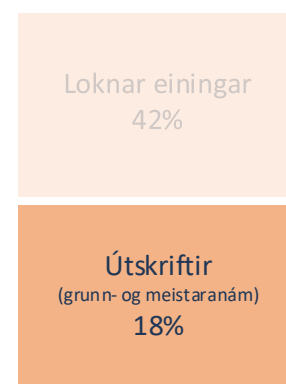 Loknar einingar
42%
Útskriftir
(grunn- og meistaranám)
18%